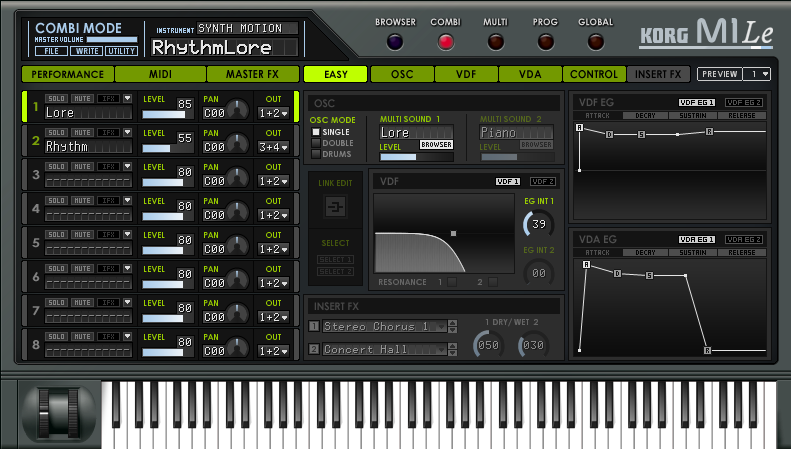 COMBI MODE
MASTER VOLUME
FILE WRITE UTILITY
INSTRUMENT SYNTH MOTION
RhythmLore
BROWSER COMBI MULTI PROG GLOBAL
KORG M1 Le
PERFORMANCE MIDI MASTER FX EASY OSC VDF VDA CONTROL INSERT FX PREVIEW 1
1 SOLO MUTE IFX LEVEL 85 PAN C00 OUT 1+2
Lore
2 SOLO MUTE IFX LEVEL 55 PAN C00 OUT 3+4
Rhythm
3 SOLO MUTE IFX LEVEL 80 PAN C00 OUT 1+2
4 SOLO MUTE IFX LEVEL 80 PAN C00 OUT 1+2
5 SOLO MUTE IFX LEVEL 80 PAN C00 OUT 1+2
6 SOLO MUTE IFX LEVEL 80 PAN C00 OUT 1+2
7 SOLO MUTE IFX LEVEL 80 PAN C00 OUT 1+2
8 SOLO MUTE IFX LEVEL 80 PAN C00 OUT 1+2
OSC
OSC MODE
SINGLE
DOUBLE
DRUMS
MULTI SOUND 1
Lore
LEVEL BROWSER
MULTI SOUND 2
Piano
LEVEL BROWSER
LINK EDIT
SELECT
SELECT 1
SELECT 2
VDF VDF 1 VDF 2
EG INT 1
39
EG INT 2
00
RESONANCE 1 2
INSERT FX
1 Stereo Chorus 1
2 Concert Hall
1 DRY/WET 2
050 030
VDF EG VDF EG 1 VDF EG 2
ATTACK DECAY SUSTAIN RELEASE
A D S R
VDA EG VDA EG 1 VDA EG 2
ATTACK DECAY SUSTAIN RELEASE
A D S R